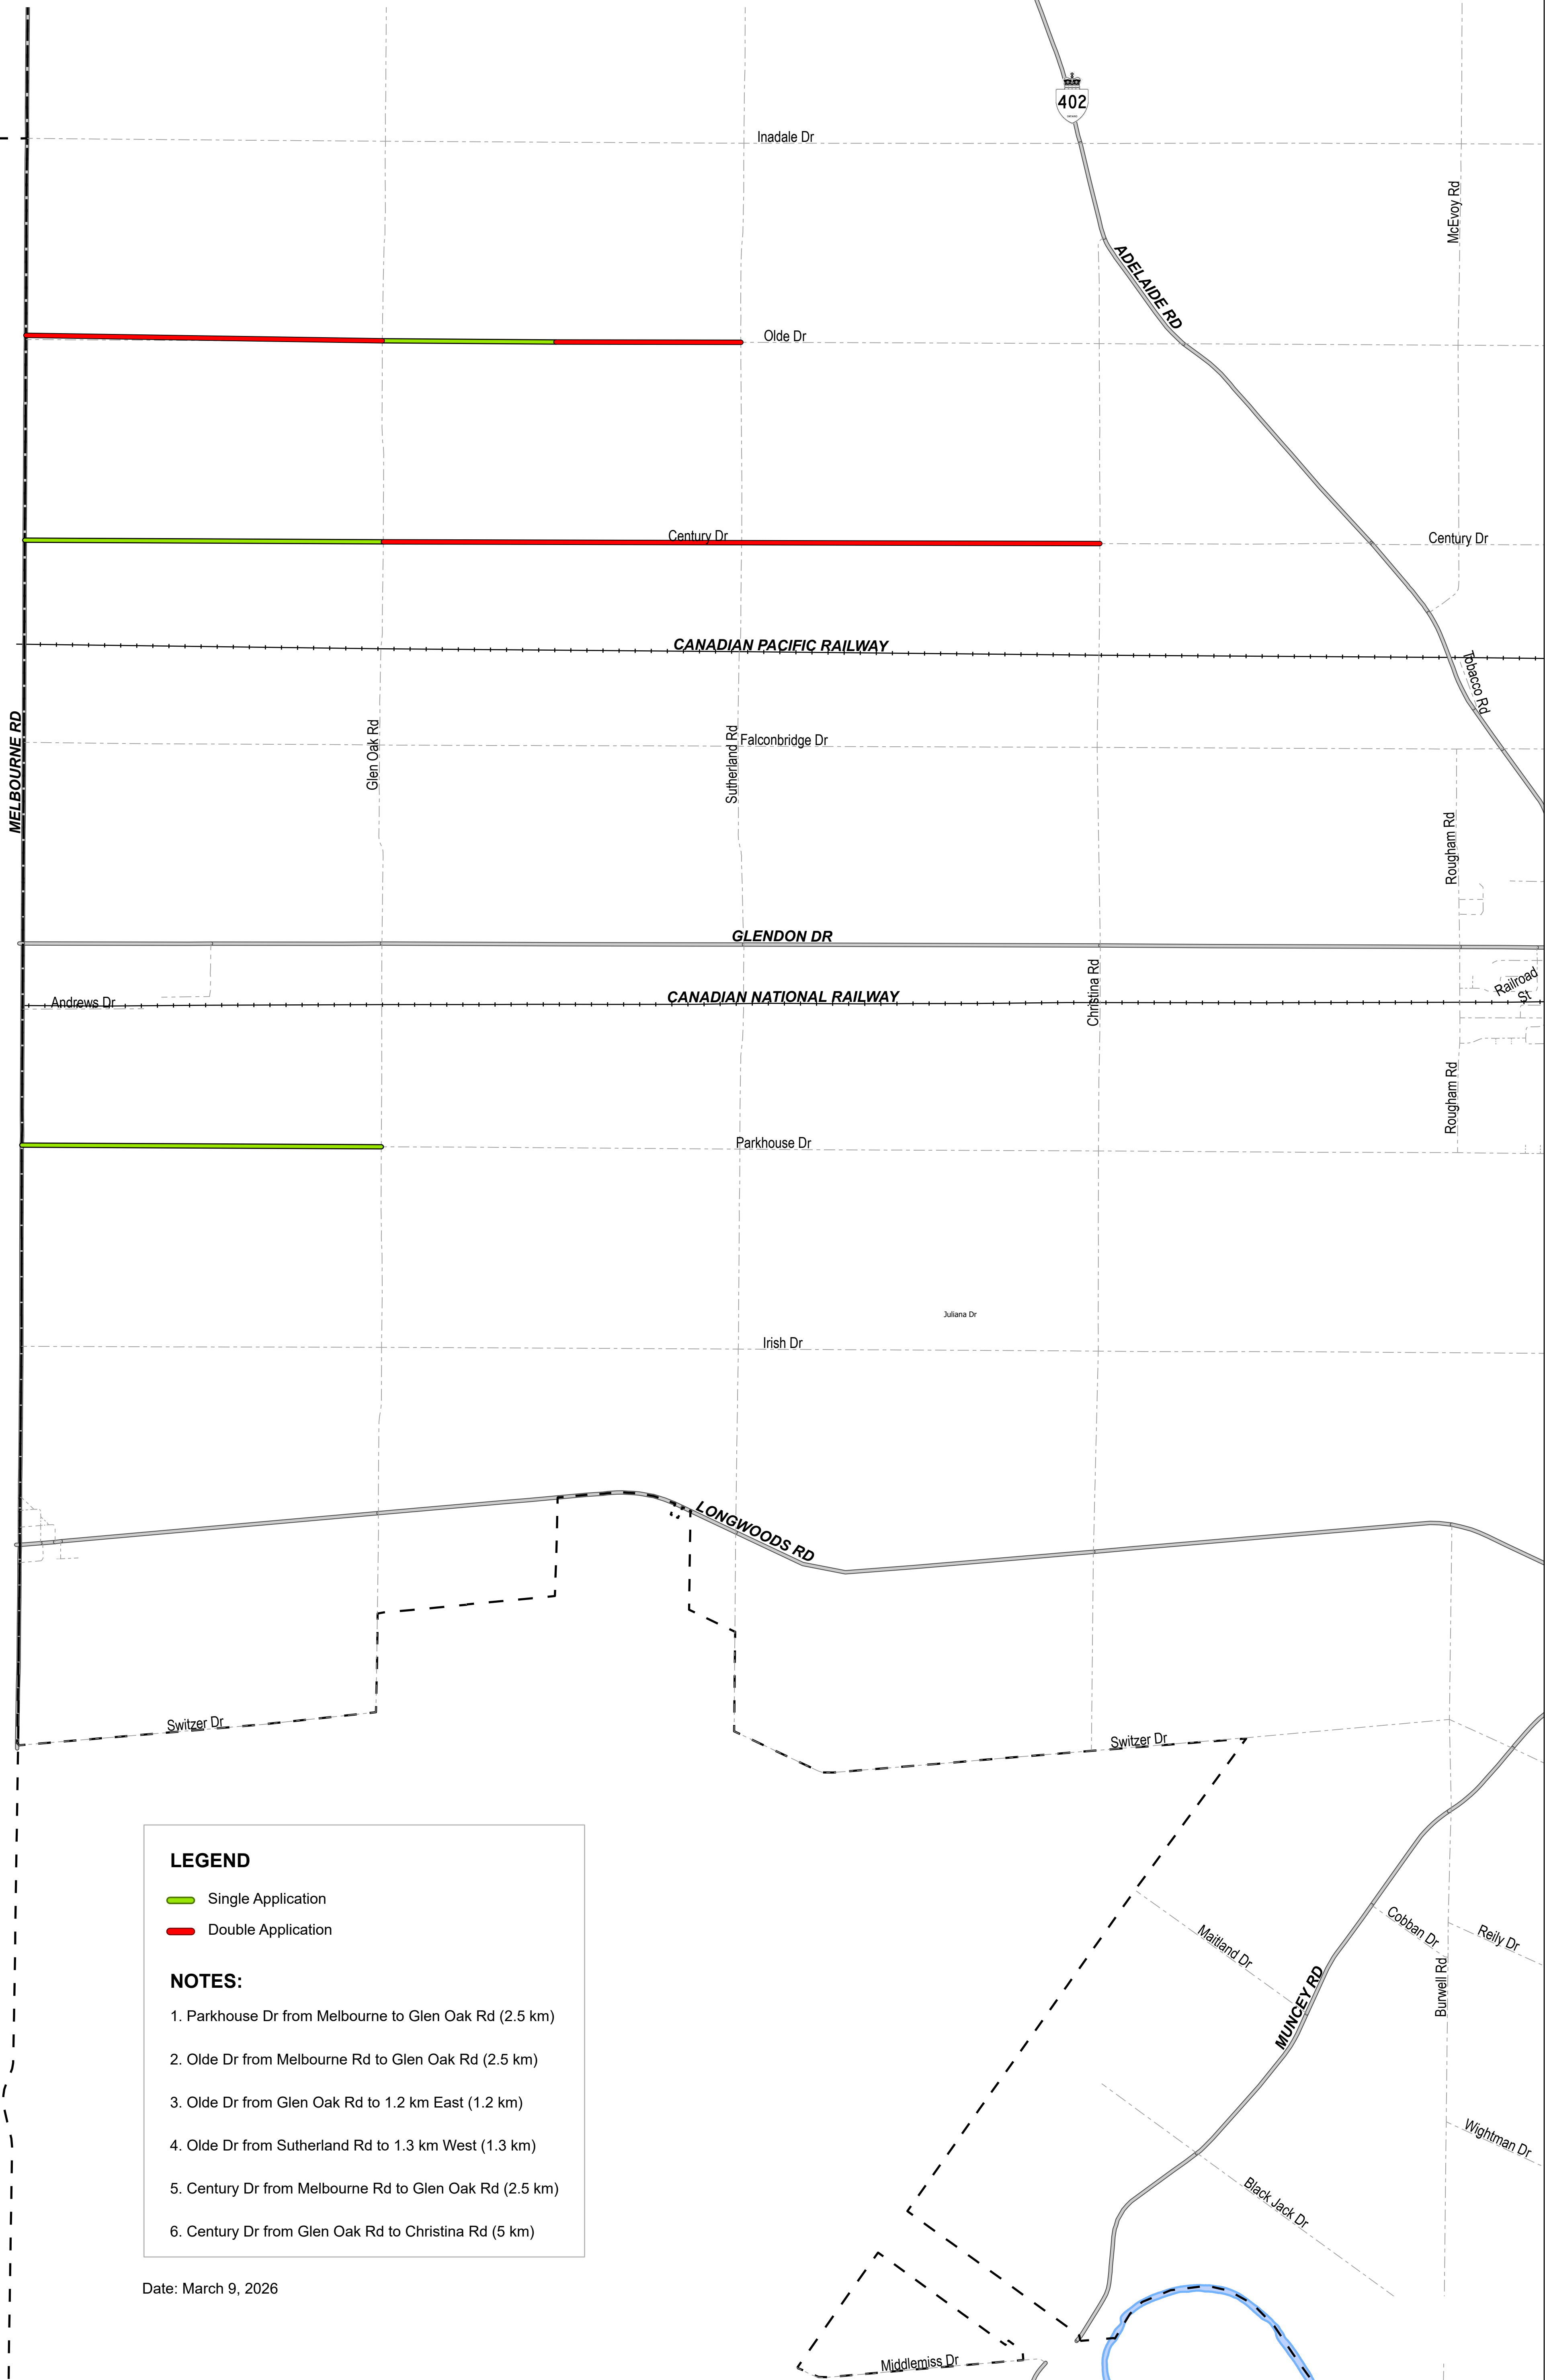 402
Inadale Dr
McEvoy Rd
ADELAIDE RD
Olde Dr
Century Dr
Century Dr
CANADIAN PACIFIC RAILWAY
Tobacco Rd
MELBOURNE RD
Glen Oak Rd
Sutherland Rd
Falconbridge Dr
Rougham Rd
GLENDON DR
Christina Rd
Andrews Dr
CANADIAN NATIONAL RAILWAY
Railroad
St
Rougham Rd
Parkhouse Dr
Juliana Dr
Irish Dr
LONGWOODS RD
Switzer Dr
Switzer Dr
LEGEND
Single Application
Double Application
NOTES:
1. Parkhouse Dr from Melbourne to Glen Oak Rd (2.5 km)
2. Olde Dr from Melbourne Rd to Glen Oak Rd (2.5 km)
3. Olde Dr from Glen Oak Rd to 1.2 km East (1.2 km)
4. Olde Dr from Sutherland Rd to 1.3 km West (1.3 km)
5. Century Dr from Melbourne Rd to Glen Oak Rd (2.5 km)
6. Century Dr from Glen Oak Rd to Christina Rd (5 km)
Date: March 9, 2026
Maitland Dr
Cobban Dr
Reily Dr
Burwell Rd
MUNCEY RD
Wightman Dr
Black Jack Dr
Middlemiss Dr